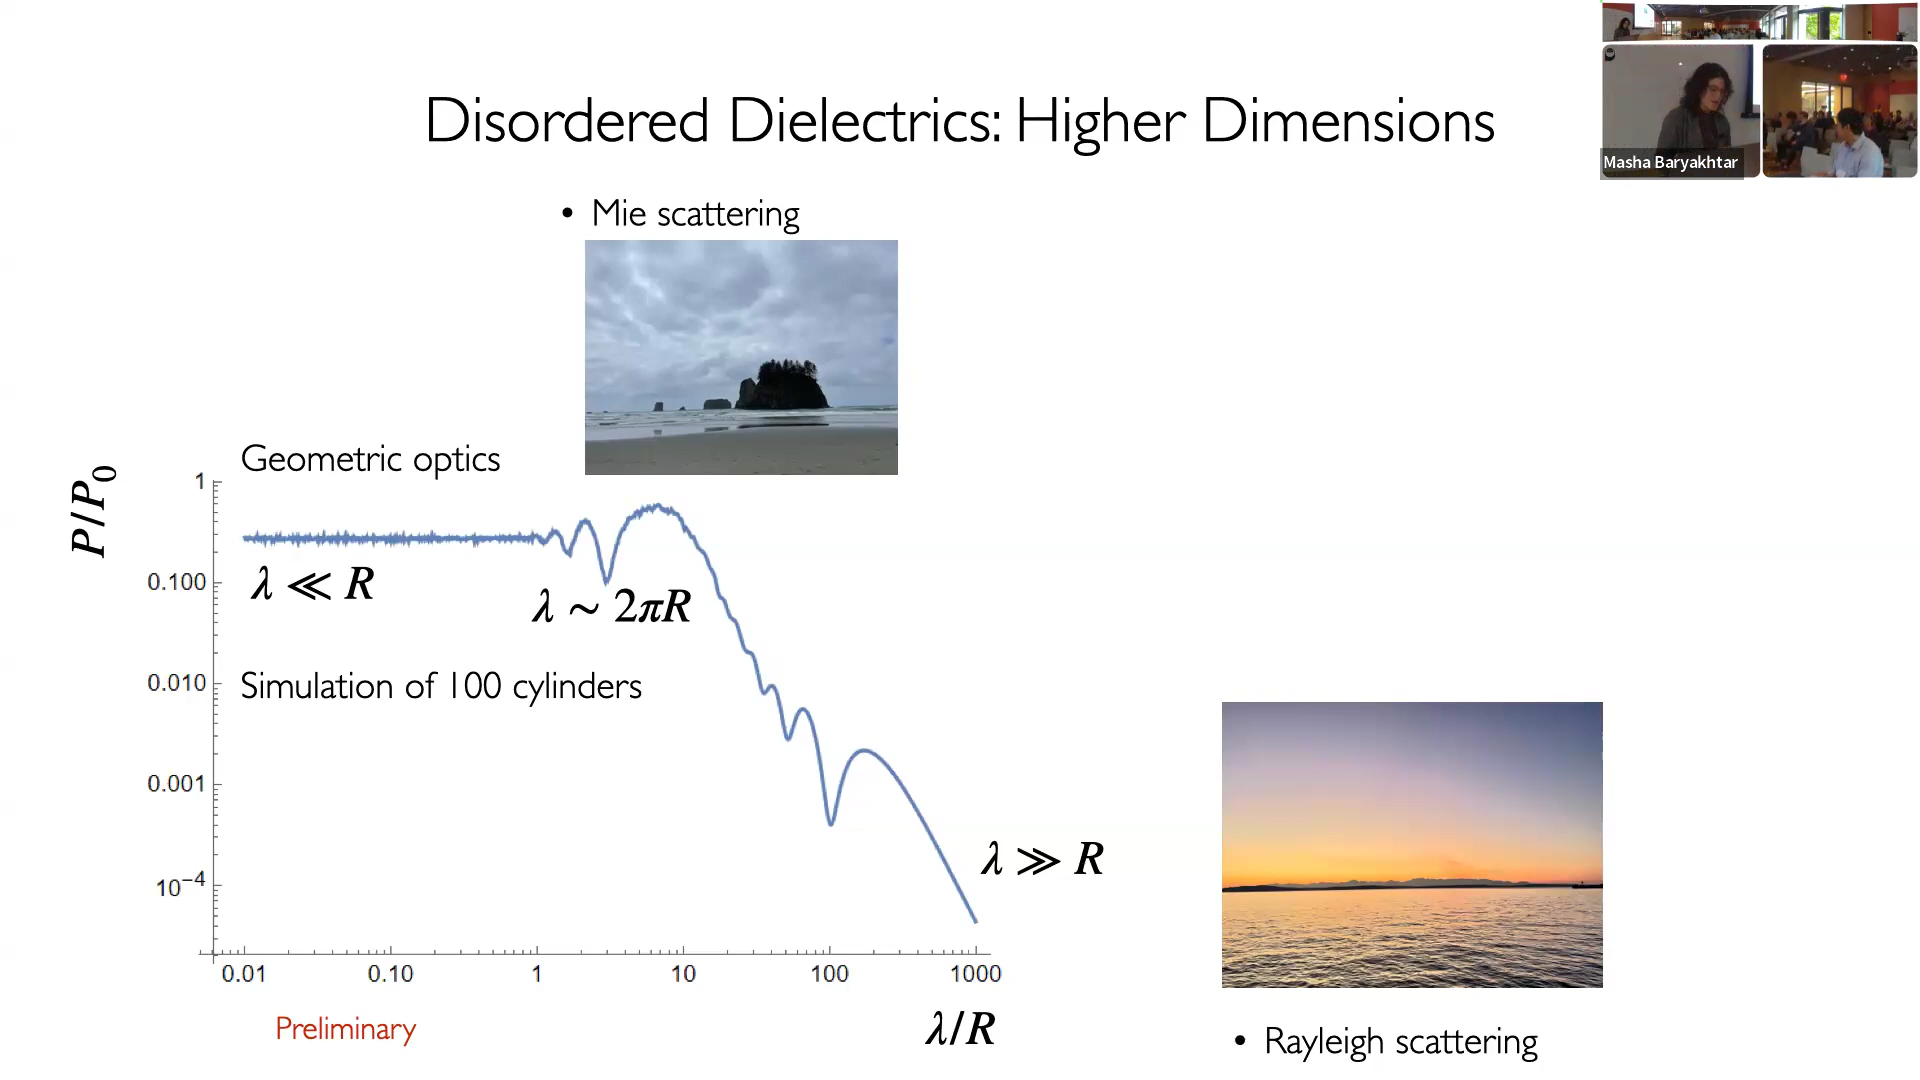 Disordered Dielectrics: Higher Dimensions
Masha Baryakhtar
• Mie scattering
Geometric optics
P/P₀
1
0.100
0.010
0.001
10⁻⁴
λ ≪ R
λ ~ 2πR
Simulation of 100 cylinders
λ ≫ R
0.01 0.10 1 10 100 1000
Preliminary
λ/R
• Rayleigh scattering